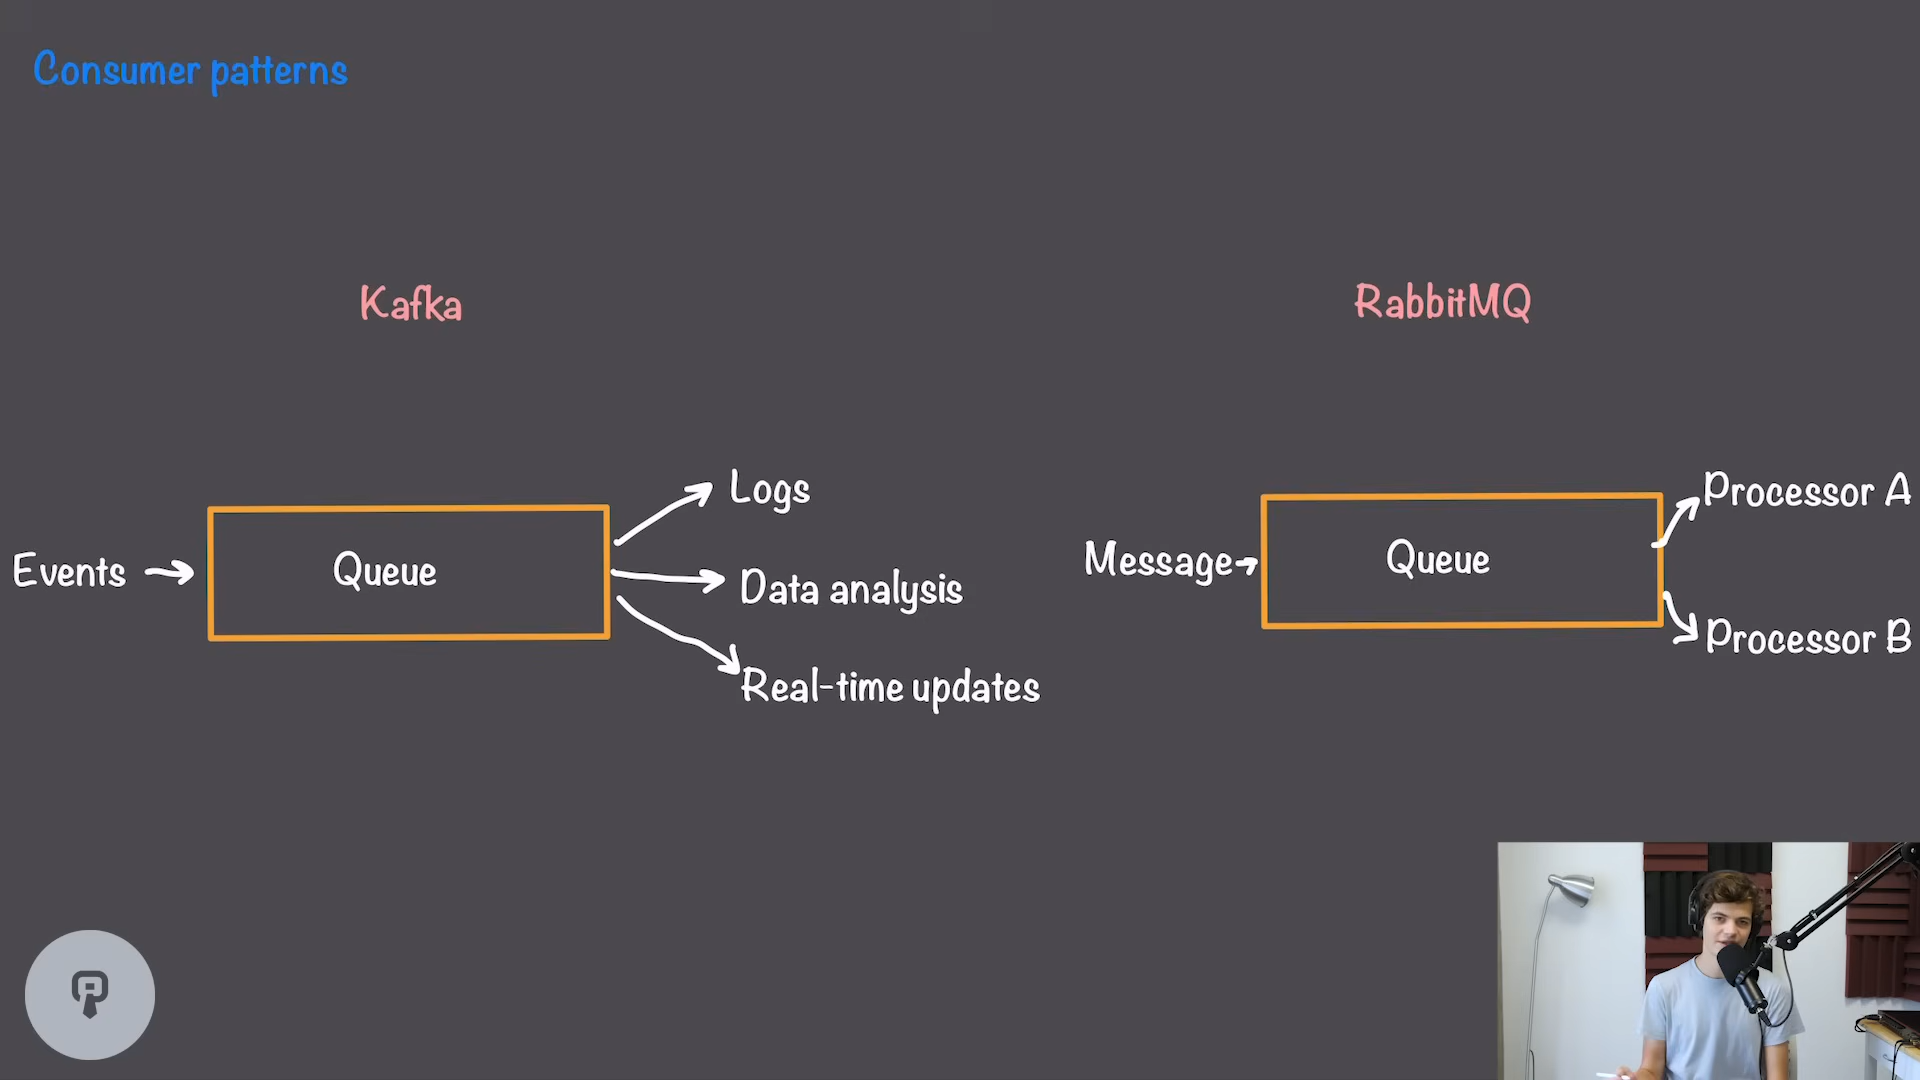 Consumer patterns
Kafka
RabbitMQ
Events
Queue
Logs
Data analysis
Real-time updates
Message
Queue
Processor A
Processor B